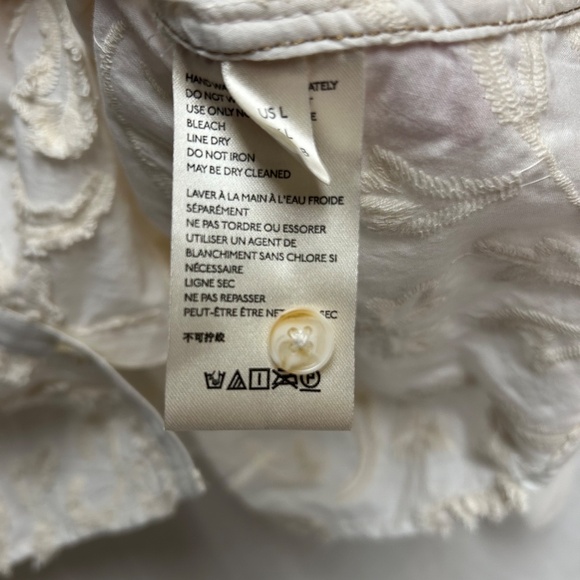 US L
L
ATELY
DO NOT
USE ONLY
BLEACH
LINE DRY
DO NOT IRON
MAY BE DRY CLEANED
LAVER À LA MAIN À L'EAU FROIDE
SÉPARÉMENT
NE PAS TORDRE OU ESSORER
UTILISER UN AGENT DE
BLANCHIMENT SANS CHLORE SI
NÉCESSAIRE
LIGNE SEC
NE PAS REPASSER
PEUT-ÊTRE ÊTRE SEC
不可拧绞